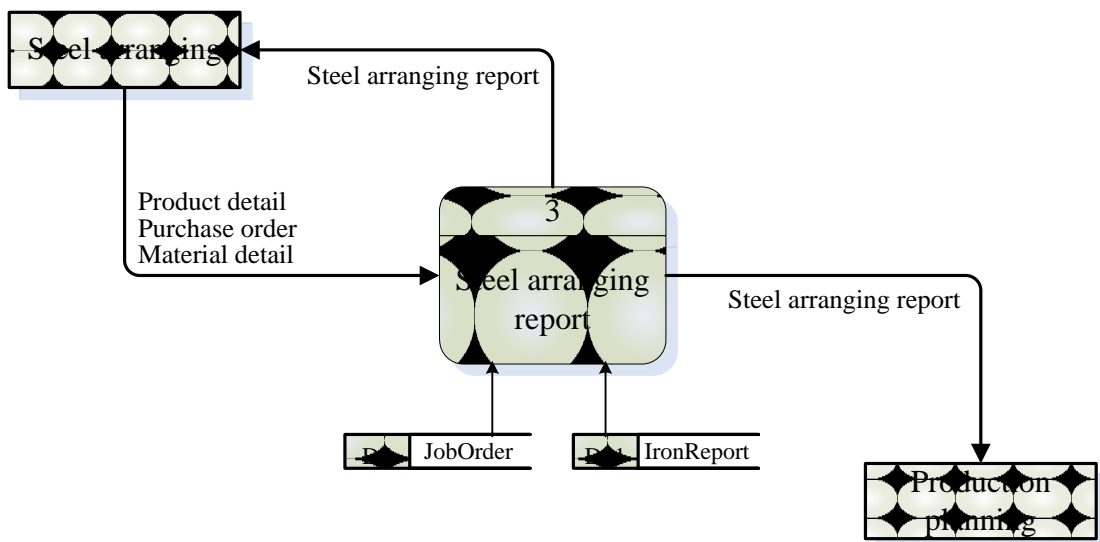 Steel arranging
Steel arranging report
Product detail
Purchase order
Material detail
3
Steel arranging
report
Steel arranging report
JobOrder
IronReport
Production
planning